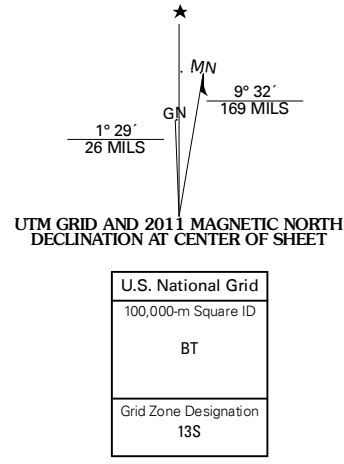 MN
GN
9° 32´
169 MILS
1° 29´
26 MILS
UTM GRID AND 2011 MAGNETIC NORTH
DECLINATION AT CENTER OF SHEET
U.S. National Grid
100,000-m Square ID
BT
Grid Zone Designation
13S